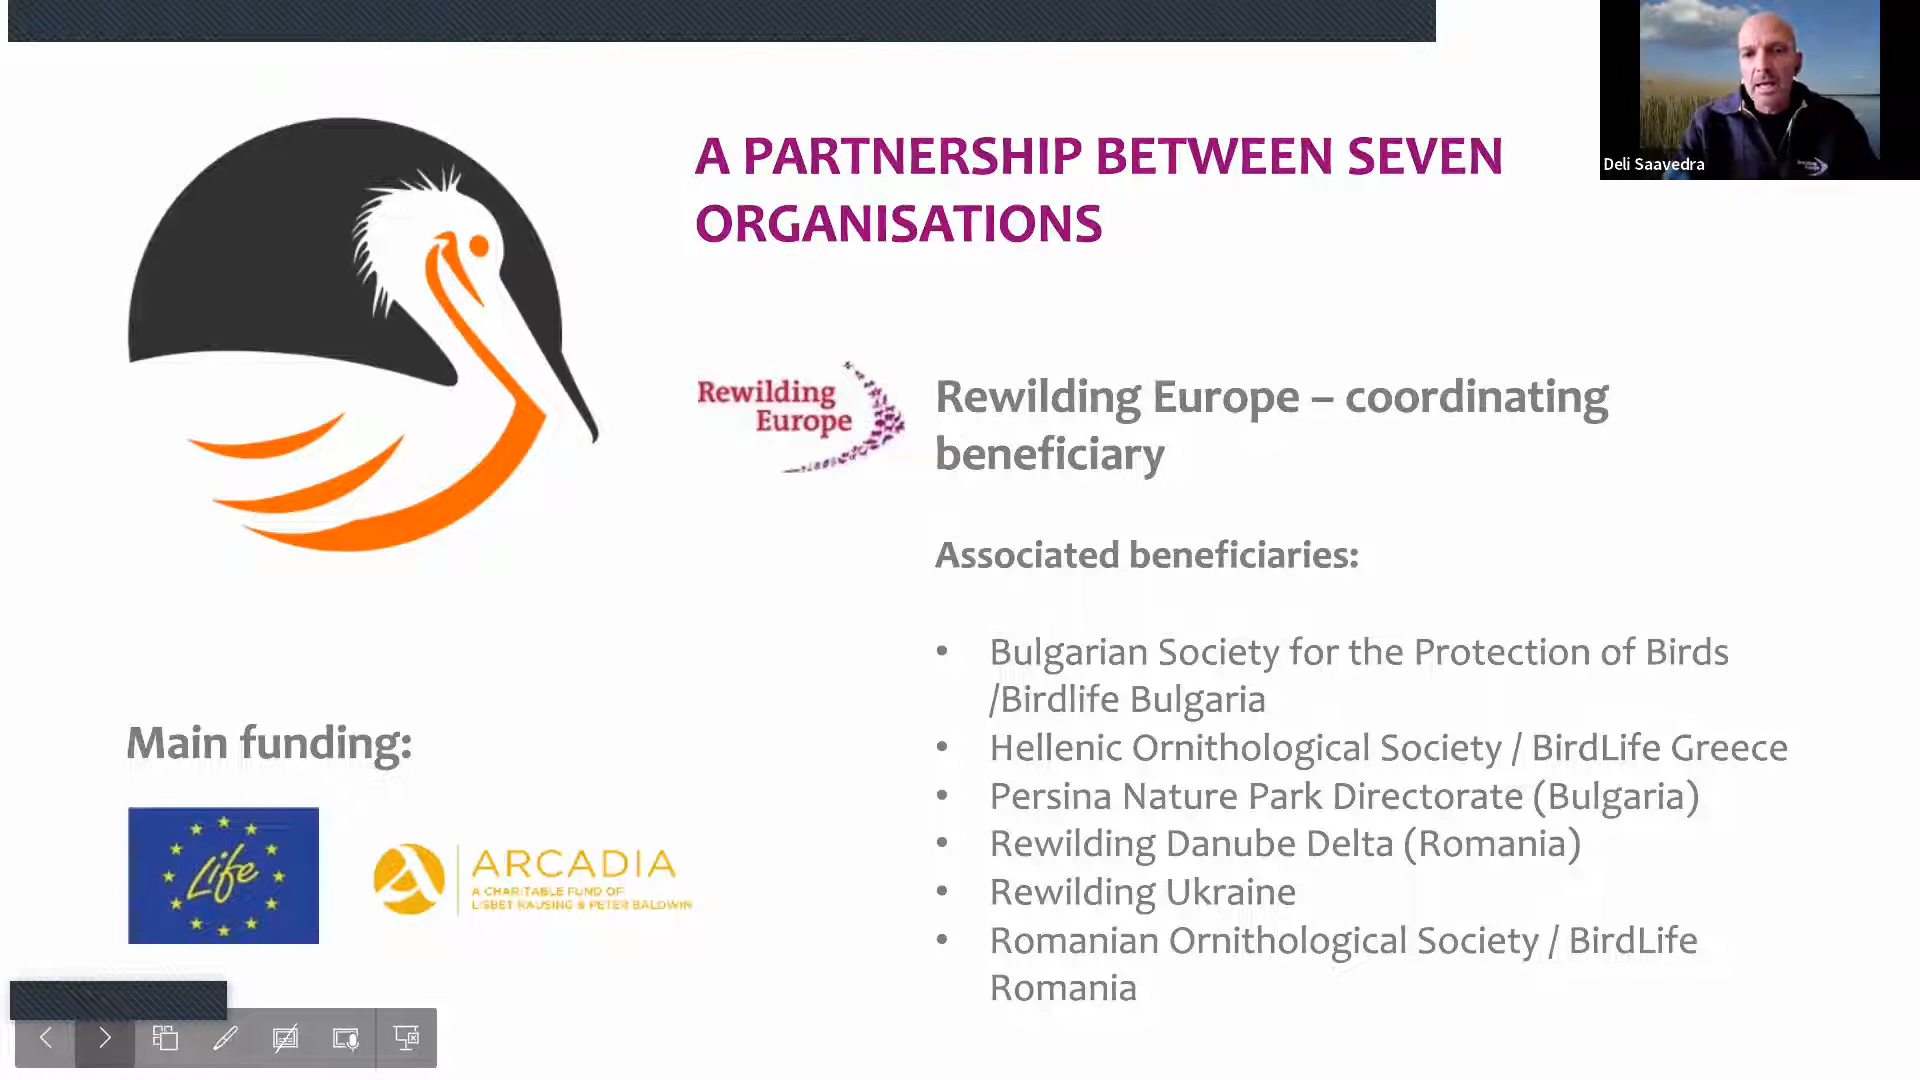 Deli Saavedra
A PARTNERSHIP BETWEEN SEVEN
ORGANISATIONS
Rewilding
Europe
Rewilding Europe – coordinating
beneficiary
Associated beneficiaries:
• Bulgarian Society for the Protection of Birds
/Birdlife Bulgaria
• Hellenic Ornithological Society / BirdLife Greece
• Persina Nature Park Directorate (Bulgaria)
• Rewilding Danube Delta (Romania)
• Rewilding Ukraine
• Romanian Ornithological Society / BirdLife
Romania
Main funding:
Life
ARCADIA
A CHARITABLE FUND OF
LISBET RAUSING & PETER BALDWIN